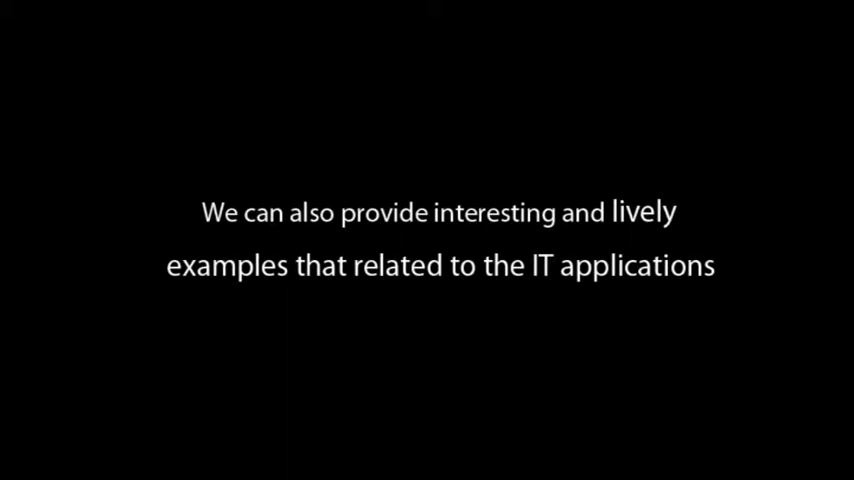 We can also provide interesting and lively
examples that related to the IT applications